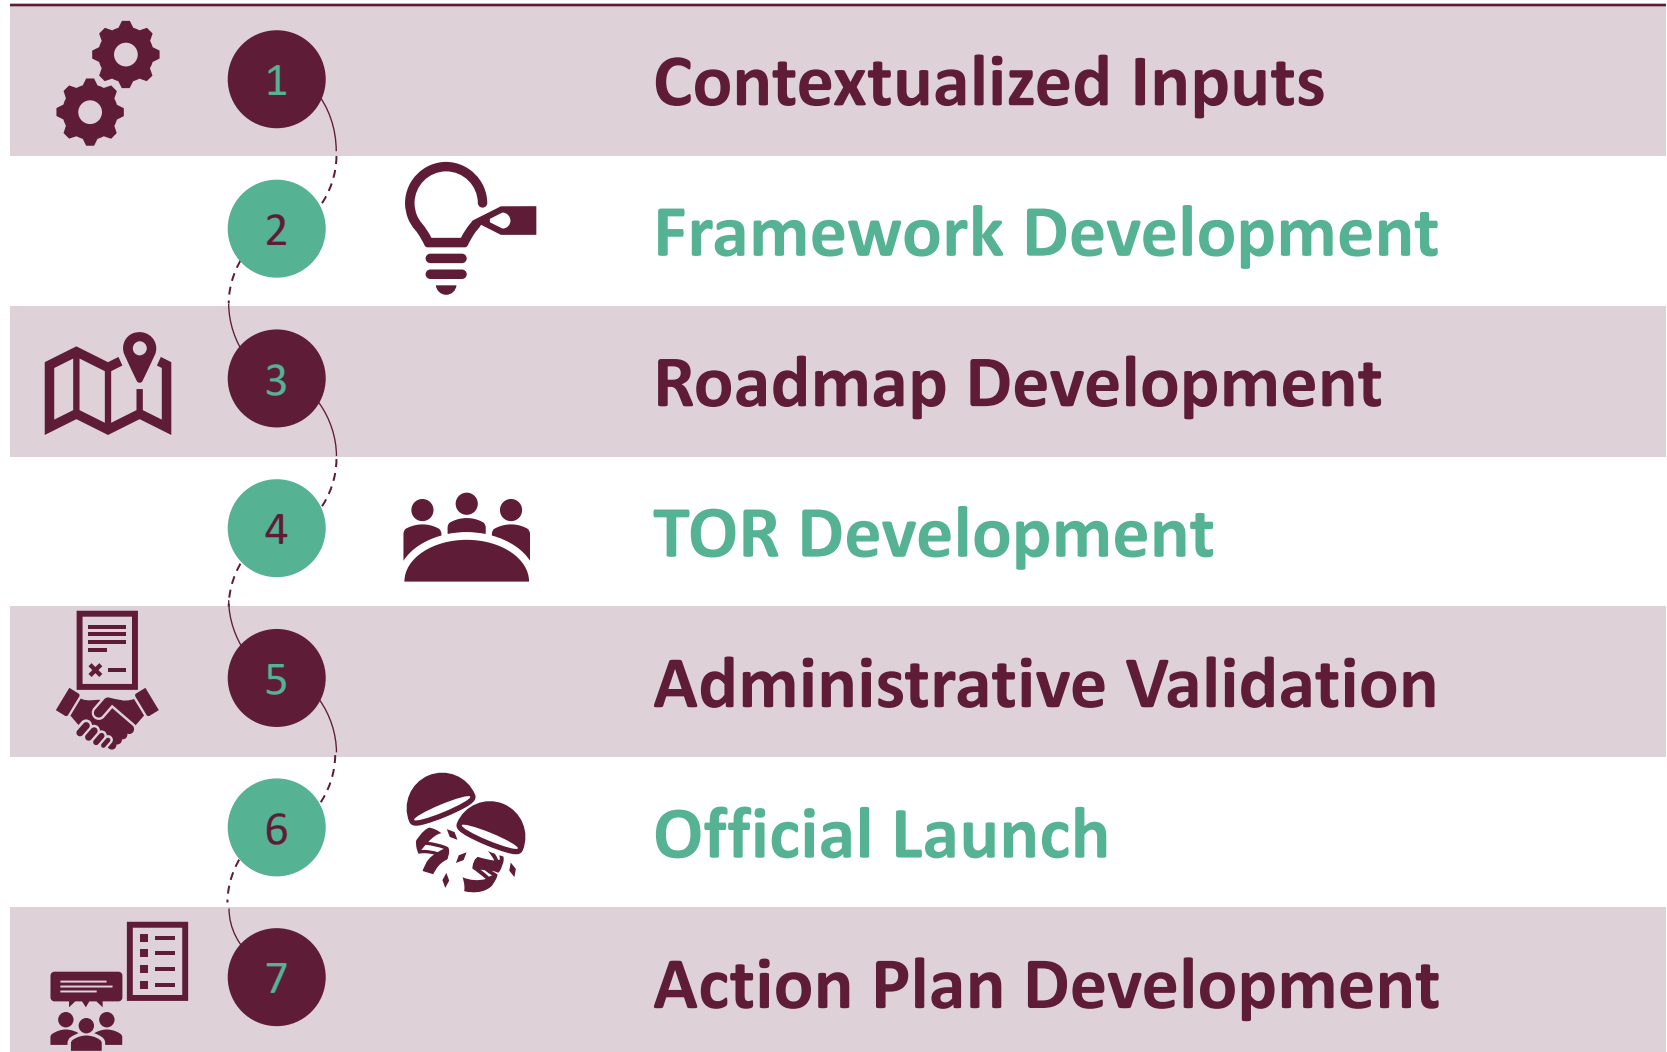 1 Contextualized Inputs
2 Framework Development
3 Roadmap Development
4 TOR Development
5 Administrative Validation
6 Official Launch
7 Action Plan Development